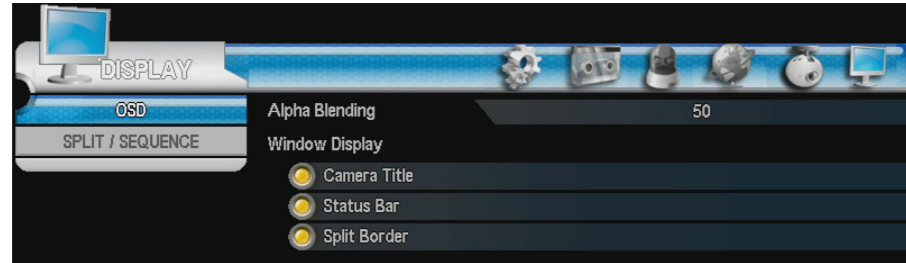 DISPLAY
OSD
SPLIT / SEQUENCE
Alpha Blending 50
Window Display
Camera Title
Status Bar
Split Border